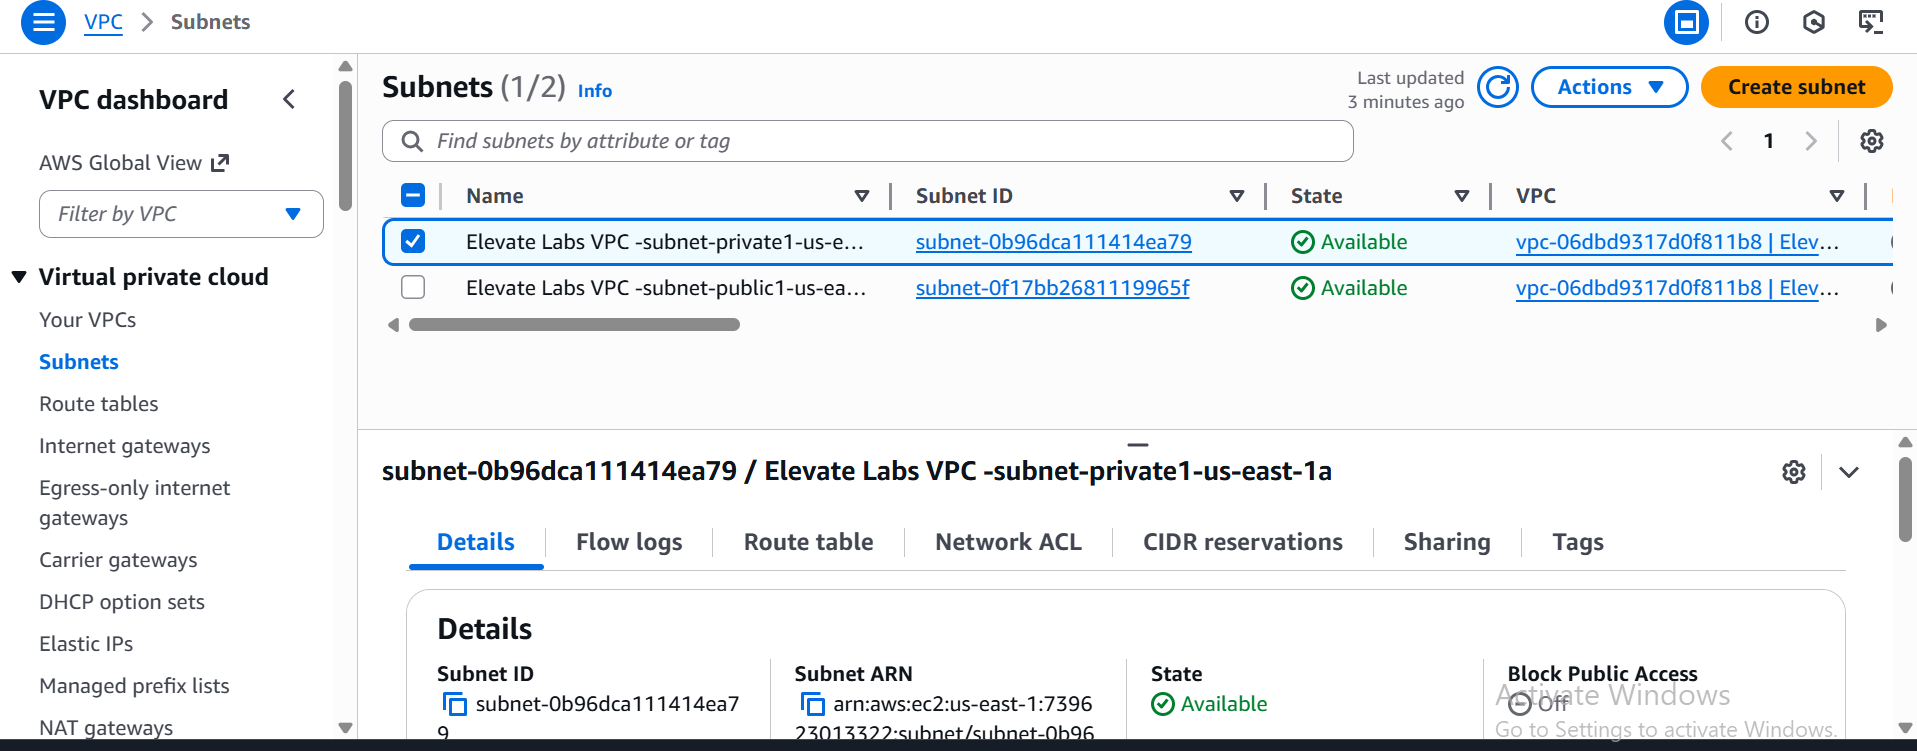 VPC > Subnets
VPC dashboard
AWS Global View
Filter by VPC
Virtual private cloud
Your VPCs
Subnets
Route tables
Internet gateways
Egress-only internet
gateways
Carrier gateways
DHCP option sets
Elastic IPs
Managed prefix lists
NAT gateways
Subnets (1/2) Info
Last updated
3 minutes ago
Actions
Create subnet
Find subnets by attribute or tag
1
Name Subnet ID State VPC
Elevate Labs VPC -subnet-private1-us-e... subnet-0b96dca111414ea79 Available vpc-06dbd9317d0f811b8 | Elev...
Elevate Labs VPC -subnet-public1-us-ea... subnet-0f17bb2681119965f Available vpc-06dbd9317d0f811b8 | Elev...
subnet-0b96dca111414ea79 / Elevate Labs VPC -subnet-private1-us-east-1a
Details Flow logs Route table Network ACL CIDR reservations Sharing Tags
Details
Subnet ID
subnet-0b96dca111414ea7
9
Subnet ARN
arn:aws:ec2:us-east-1:7396
23013322:subnet/subnet-0b96
State
Available
Block Public Access
Off
Activate Windows
Go to Settings to activate Windows.